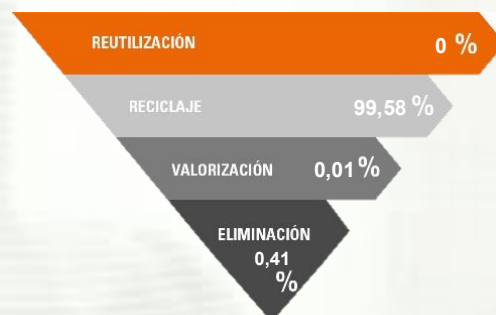 REUTILIZACIÓN 0 %
RECICLAJE 99,58 %
VALORIZACIÓN 0,01 %
ELIMINACIÓN
0,41
%